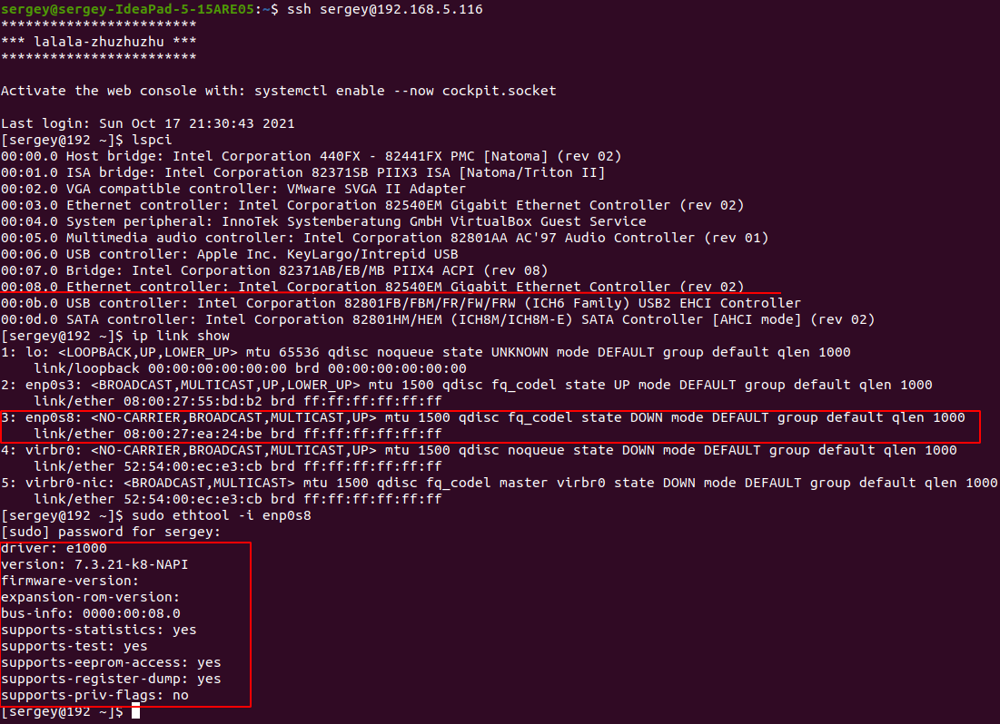 sergey@sergey-IdeaPad-5-15ARE05:~$ ssh sergey@192.168.5.116
************************
*** lalala-zhuzhuzhu ***
************************
Activate the web console with: systemctl enable --now cockpit.socket
Last login: Sun Oct 17 21:30:43 2021
[sergey@192 ~]$ lspci
00:00.0 Host bridge: Intel Corporation 440FX - 82441FX PMC [Natoma] (rev 02)
00:01.0 ISA bridge: Intel Corporation 82371SB PIIX3 ISA [Natoma/Triton II]
00:02.0 VGA compatible controller: VMware SVGA II Adapter
00:03.0 Ethernet controller: Intel Corporation 82540EM Gigabit Ethernet Controller (rev 02)
00:04.0 System peripheral: InnoTek Systemberatung GmbH VirtualBox Guest Service
00:05.0 Multimedia audio controller: Intel Corporation 82801AA AC'97 Audio Controller (rev 01)
00:06.0 USB controller: Apple Inc. KeyLargo/Intrepid USB
00:07.0 Bridge: Intel Corporation 82371AB/EB/MB PIIX4 ACPI (rev 08)
00:08.0 Ethernet controller: Intel Corporation 82540EM Gigabit Ethernet Controller (rev 02)
00:0b.0 USB controller: Intel Corporation 82801FB/FBM/FR/FW/FRW (ICH6 Family) USB2 EHCI Controller
00:0d.0 SATA controller: Intel Corporation 82801HM/HEM (ICH8M/ICH8M-E) SATA Controller [AHCI mode] (rev 02)
[sergey@192 ~]$ ip link show
1: lo: <LOOPBACK,UP,LOWER_UP> mtu 65536 qdisc noqueue state UNKNOWN mode DEFAULT group default qlen 1000
    link/loopback 00:00:00:00:00:00 brd 00:00:00:00:00:00
2: enp0s3: <BROADCAST,MULTICAST,UP,LOWER_UP> mtu 1500 qdisc fq_codel state UP mode DEFAULT group default qlen 1000
    link/ether 08:00:27:55:bd:b2 brd ff:ff:ff:ff:ff:ff
3: enp0s8: <NO-CARRIER,BROADCAST,MULTICAST,UP> mtu 1500 qdisc fq_codel state DOWN mode DEFAULT group default qlen 1000
    link/ether 08:00:27:ea:24:be brd ff:ff:ff:ff:ff:ff
4: virbr0: <NO-CARRIER,BROADCAST,MULTICAST,UP> mtu 1500 qdisc noqueue state DOWN mode DEFAULT group default qlen 1000
    link/ether 52:54:00:ec:e3:cb brd ff:ff:ff:ff:ff:ff
5: virbr0-nic: <BROADCAST,MULTICAST> mtu 1500 qdisc fq_codel master virbr0 state DOWN mode DEFAULT group default qlen 1000
    link/ether 52:54:00:ec:e3:cb brd ff:ff:ff:ff:ff:ff
[sergey@192 ~]$ sudo ethtool -i enp0s8
[sudo] password for sergey:
driver: e1000
version: 7.3.21-k8-NAPI
firmware-version:
expansion-rom-version:
bus-info: 0000:00:08.0
supports-statistics: yes
supports-test: yes
supports-eeprom-access: yes
supports-register-dump: yes
supports-priv-flags: no
[sergey@192 ~]$